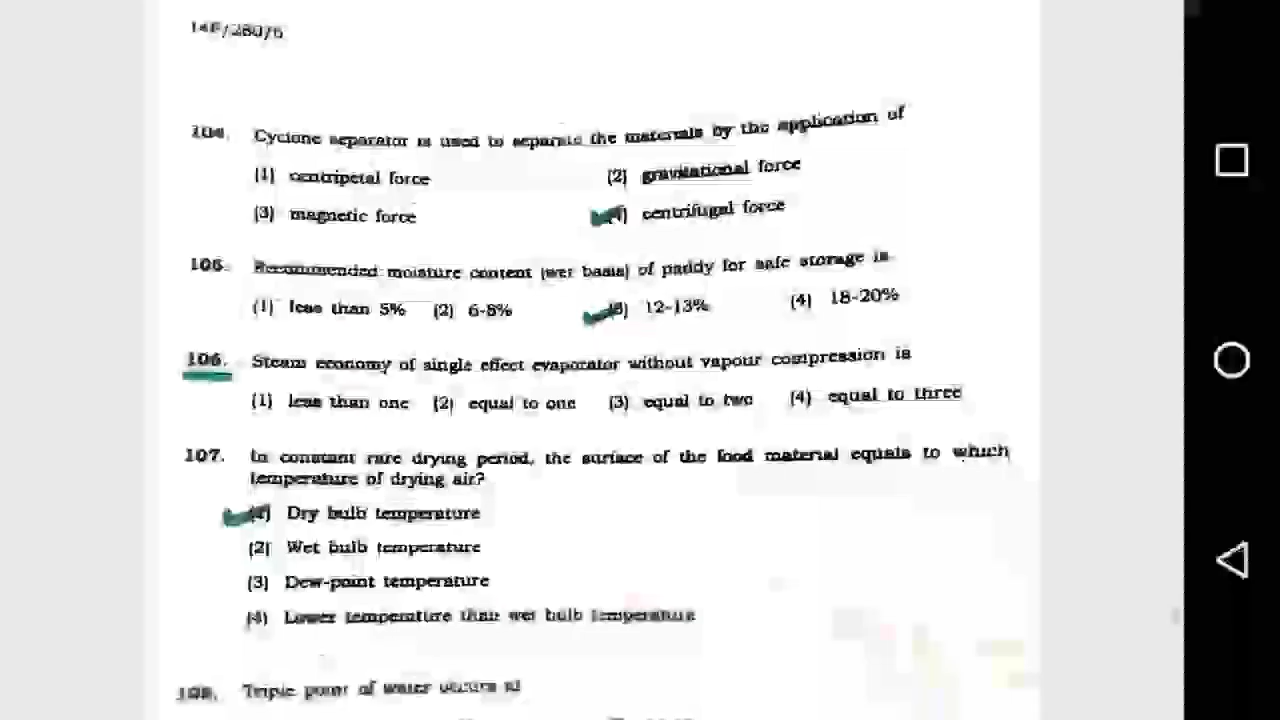 14F/280/6
104. Cyclone separator is used to separate the materials by the application of
(1) centripetal force (2) gravitational force
(3) magnetic force (4) centrifugal force
105. Recommended moisture content (wet basis) of paddy for safe storage is
(1) less than 5% (2) 6-8% (3) 12-13% (4) 18-20%
106. Steam economy of single effect evaporator without vapour compression is
(1) less than one (2) equal to one (3) equal to two (4) equal to three
107. In constant rate drying period, the surface of the food material equals to which
temperature of drying air?
(1) Dry bulb temperature
(2) Wet bulb temperature
(3) Dew-point temperature
(4) Lower temperature than wet bulb temperature
108. Triple point of water occurs at